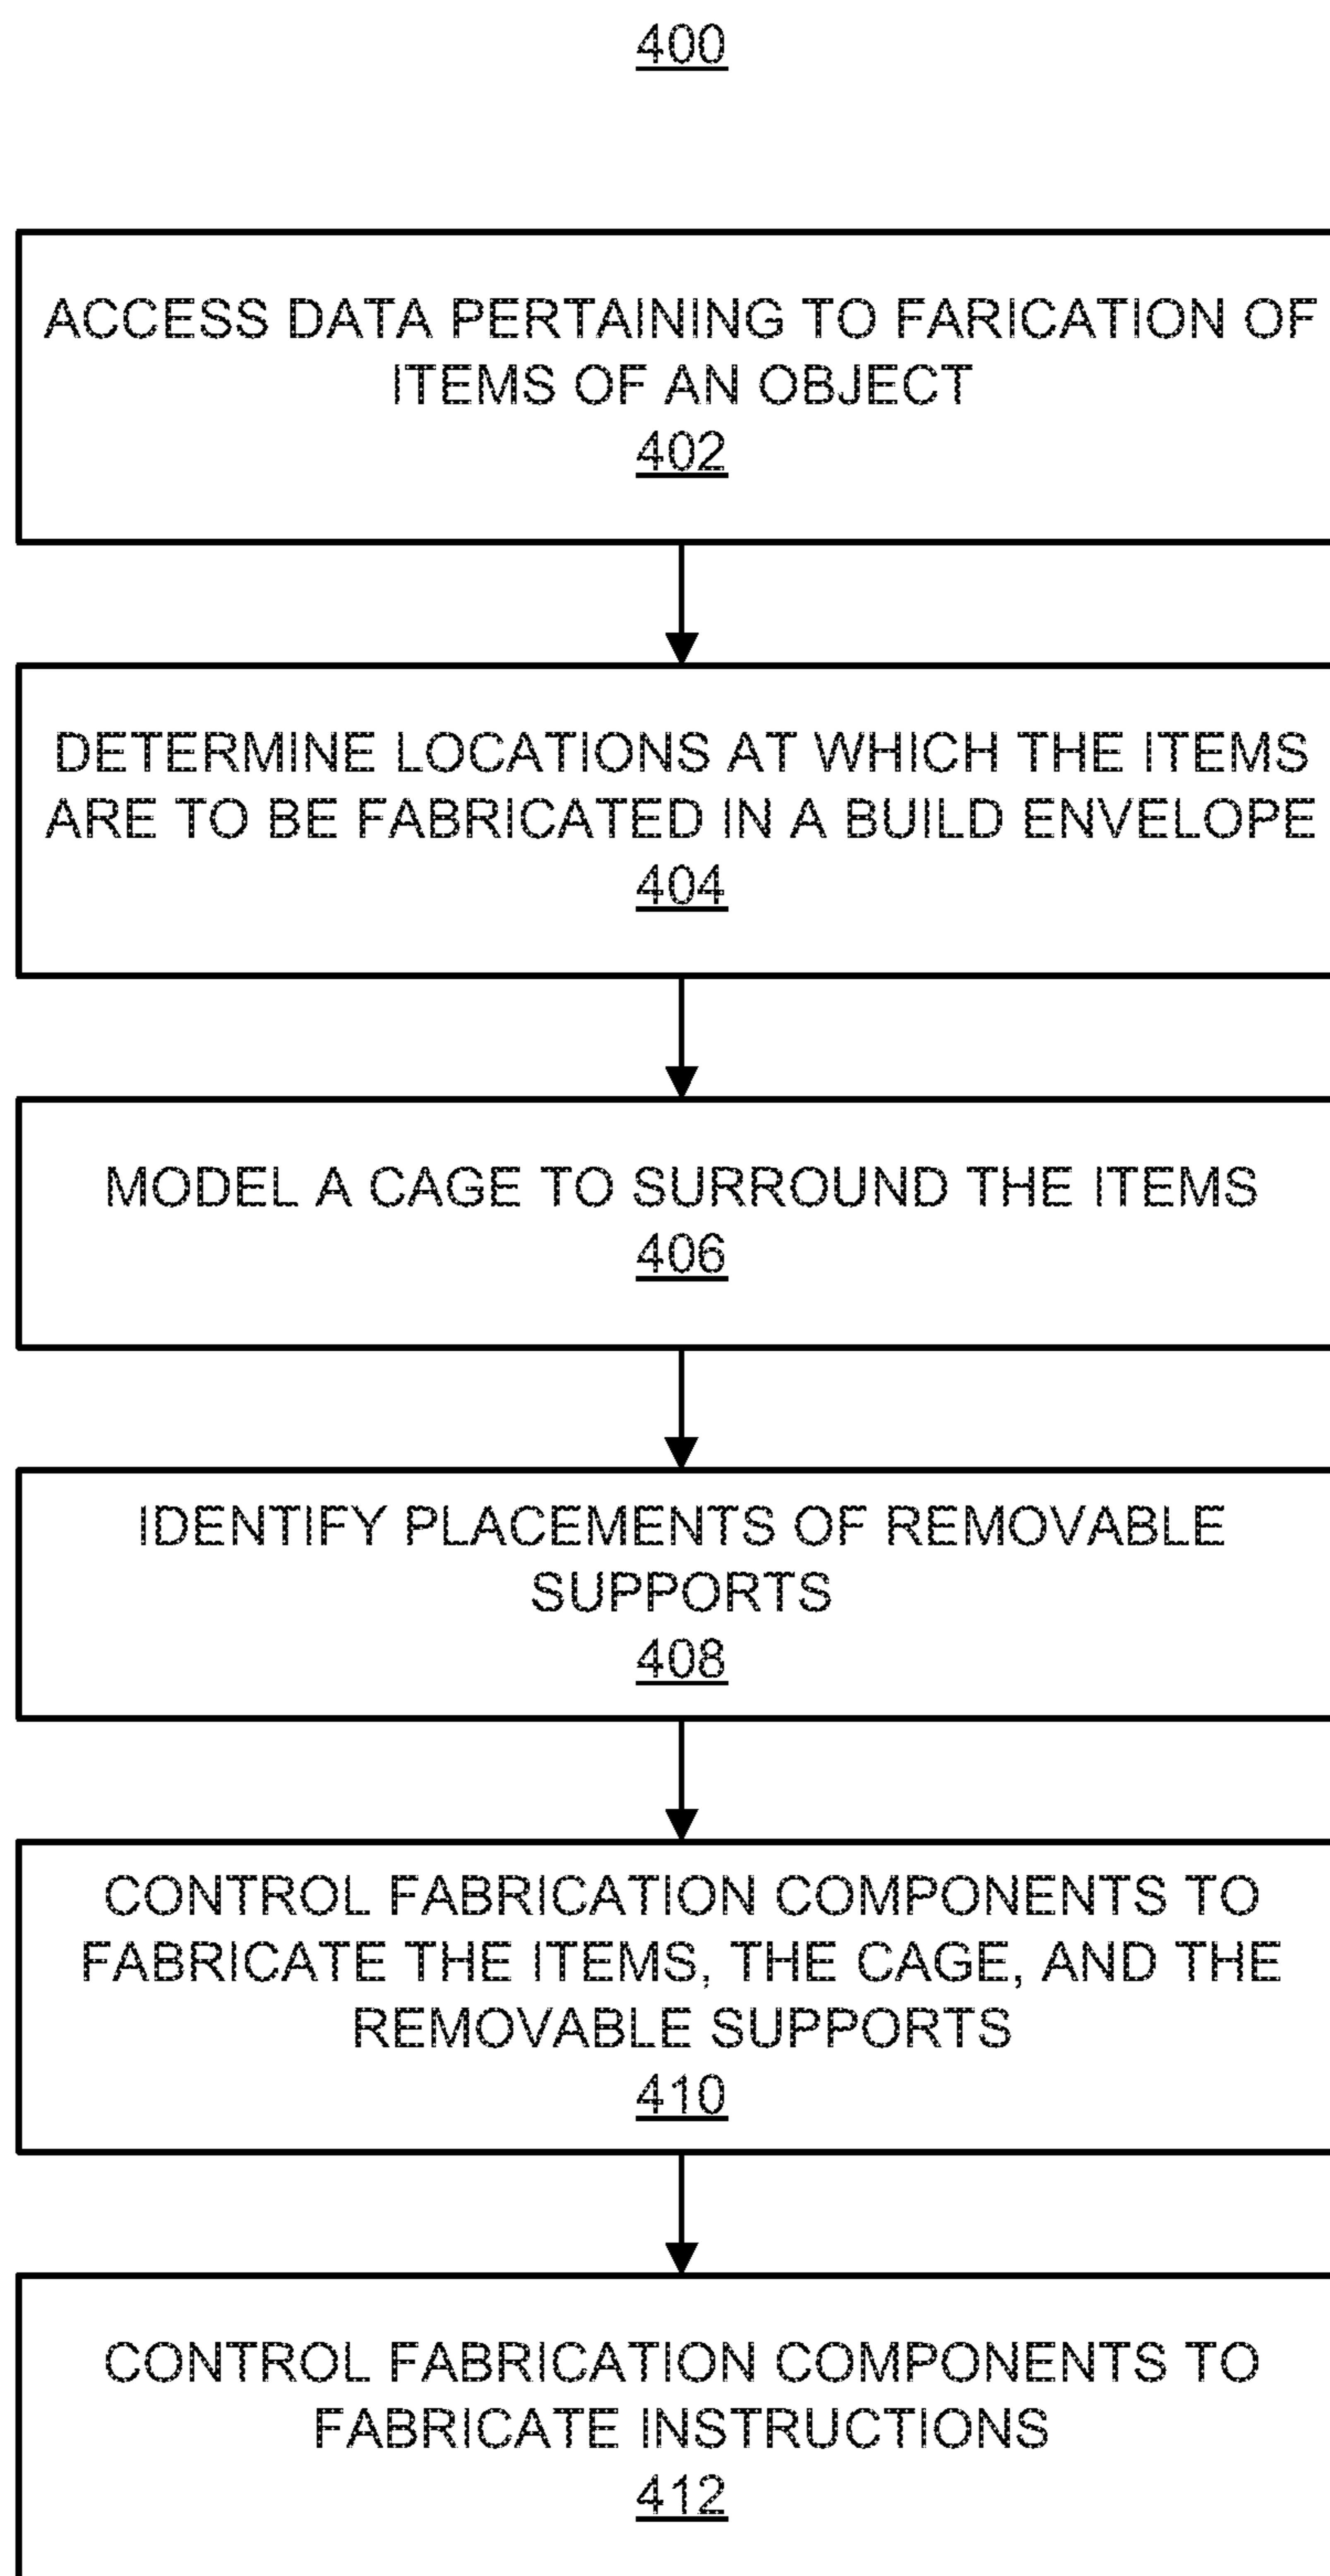 400
ACCESS DATA PERTAINING TO FARICATION OF
ITEMS OF AN OBJECT
402
DETERMINE LOCATIONS AT WHICH THE ITEMS
ARE TO BE FABRICATED IN A BUILD ENVELOPE
404
MODEL A CAGE TO SURROUND THE ITEMS
406
IDENTIFY PLACEMENTS OF REMOVABLE
SUPPORTS
408
CONTROL FABRICATION COMPONENTS TO
FABRICATE THE ITEMS, THE CAGE, AND THE
REMOVABLE SUPPORTS
410
CONTROL FABRICATION COMPONENTS TO
FABRICATE INSTRUCTIONS
412